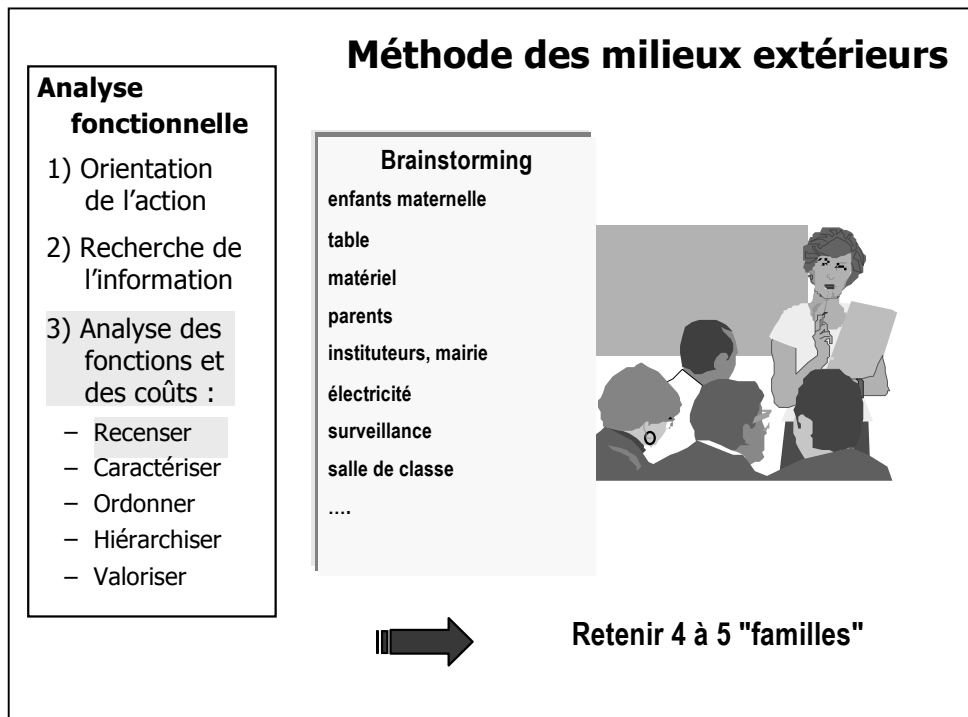 Méthode des milieux extérieurs
Analyse
fonctionnelle
1) Orientation
de l'action
2) Recherche de
l'information
3) Analyse des
fonctions et
des coûts :
– Recenser
– Caractériser
– Ordonner
– Hiérarchiser
– Valoriser
Brainstorming
enfants maternelle
table
matériel
parents
instituteurs, mairie
électricité
surveillance
salle de classe
....
Retenir 4 à 5 "familles"